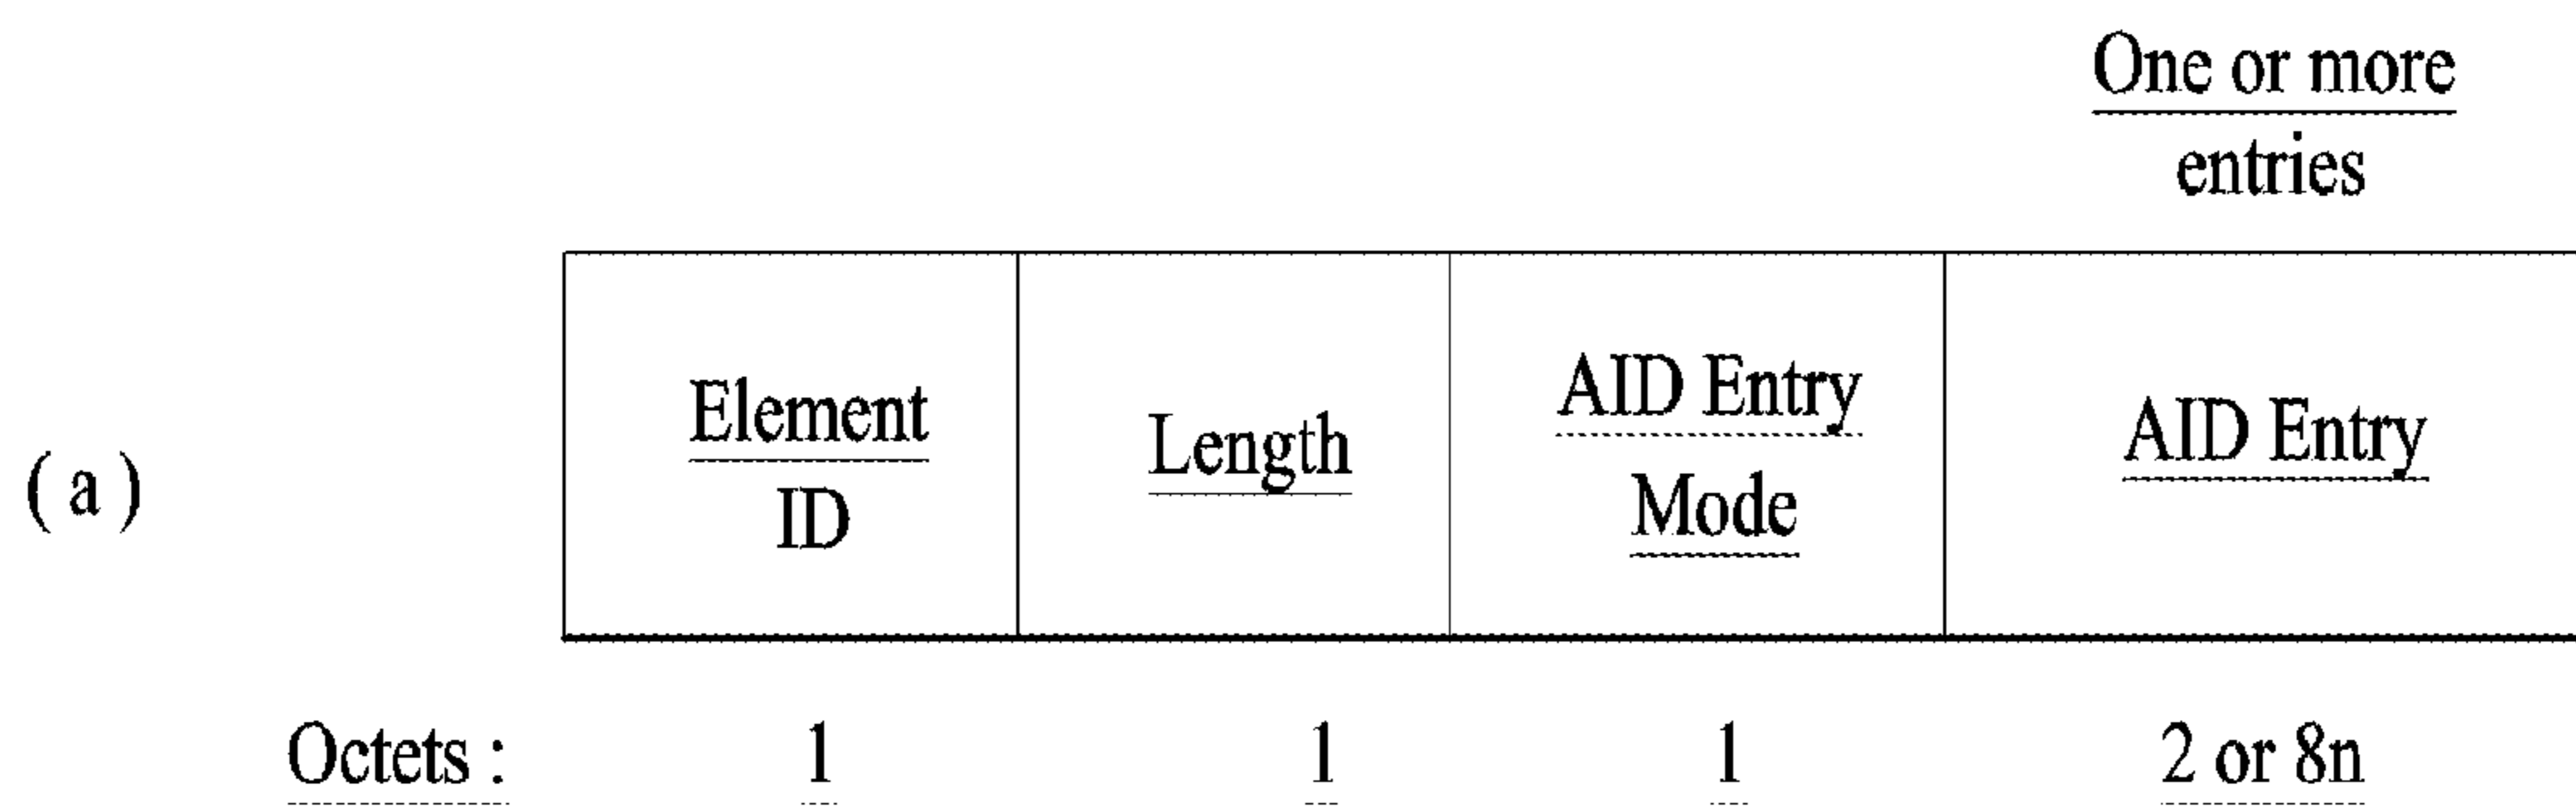 One or more
entries
(a)
Element
ID
Length
AID Entry
Mode
AID Entry
Octets :
1
1
1
2 or 8n